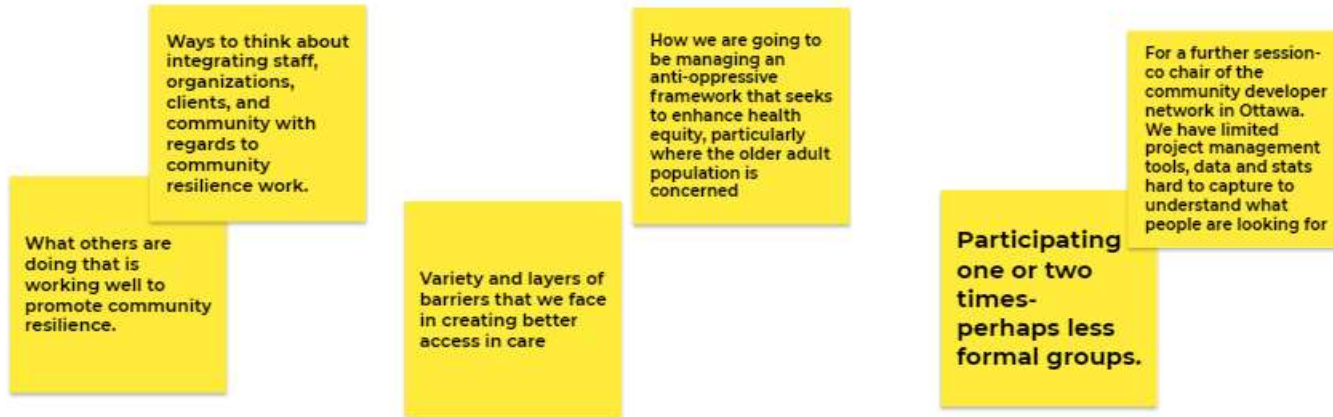 Ways to think about
integrating staff,
organizations,
clients, and
community with
regards to
community
resilience work.
What others are
doing that is
working well to
promote community
resilience.
How we are going to
be managing an
anti-oppressive
framework that seeks
to enhance health
equity, particularly
where the older adult
population is
concerned
Variety and layers of
barriers that we face
in creating better
access in care
For a further session-
co chair of the
community developer
network in Ottawa.
We have limited
project management
tools, data and stats
hard to capture to
understand what
people are looking for
Participating
one or two
times-
perhaps less
formal groups.